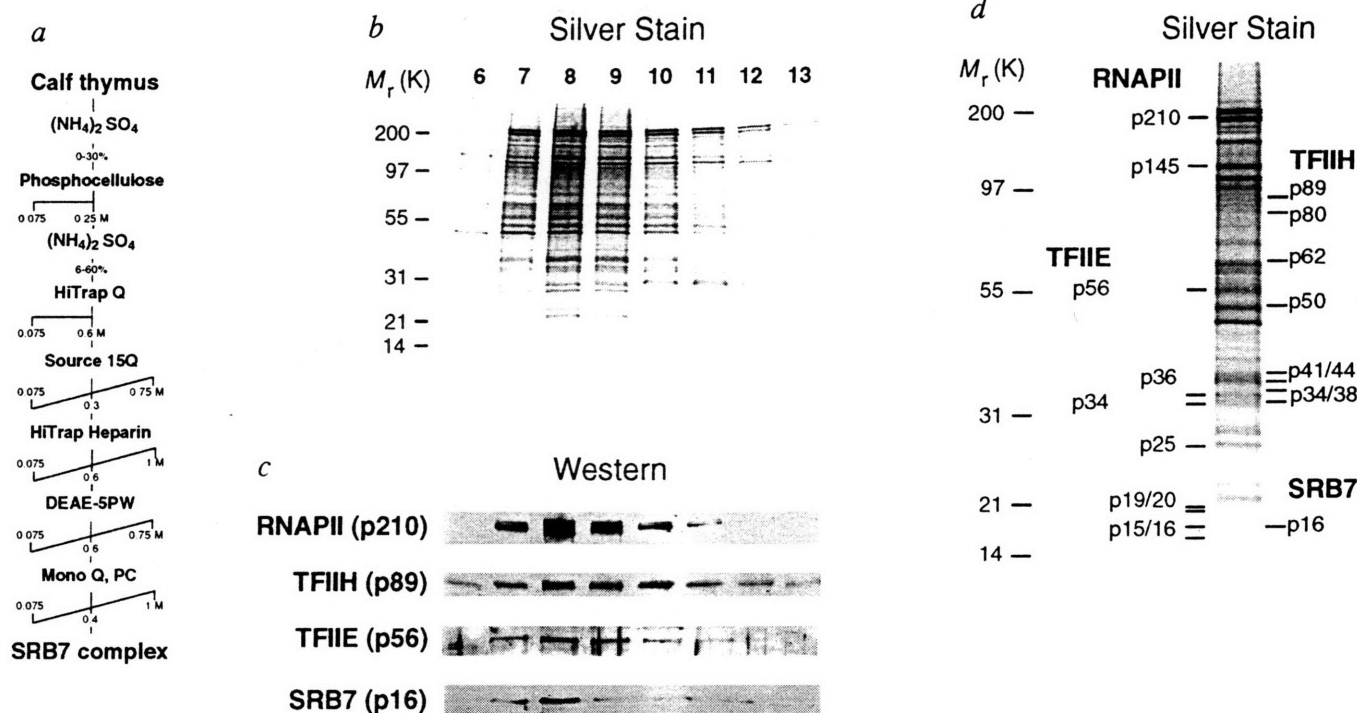 a
Calf thymus
(NH4)2 SO4
0-30%
Phosphocellulose
0 075 0 25 M
(NH4)2 SO4
6-60%
HiTrap Q
0.075 0 6 M
Source 15Q
0 075 0 3 0 75 M
HiTrap Heparin
0.075 0 6 1 M
DEAE-5PW
0.075 0 6 0.75 M
Mono Q, PC
0.075 0.4 1 M
SRB7 complex
b
Silver Stain
Mr (K) 6 7 8 9 10 11 12 13
200
97
55
31
21
14
c
Western
RNAPII (p210)
TFIIH (p89)
TFIIE (p56)
SRB7 (p16)
d
Silver Stain
Mr (K)
200
97
55
31
21
14
RNAPII
p210
p145
TFIIE
p56
p36
p34
p25
p19/20
p15/16
TFIIH
p89
p80
p62
p50
p41/44
p34/38
SRB7
p16